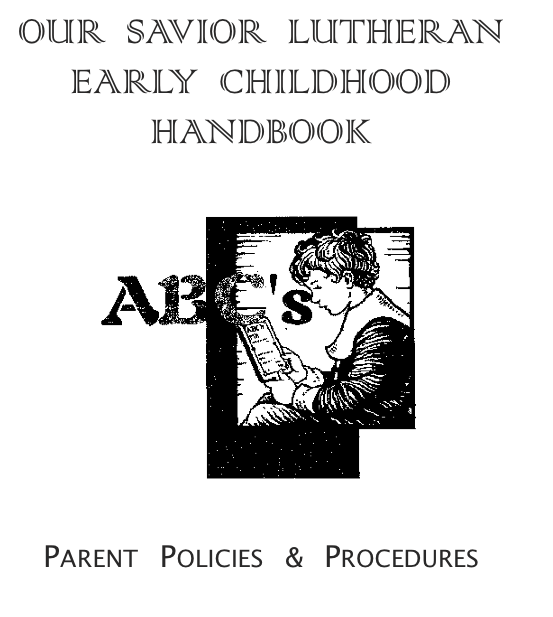 OUR SAVIOR LUTHERAN
EARLY CHILDHOOD
HANDBOOK
ABC's
PARENT POLICIES & PROCEDURES